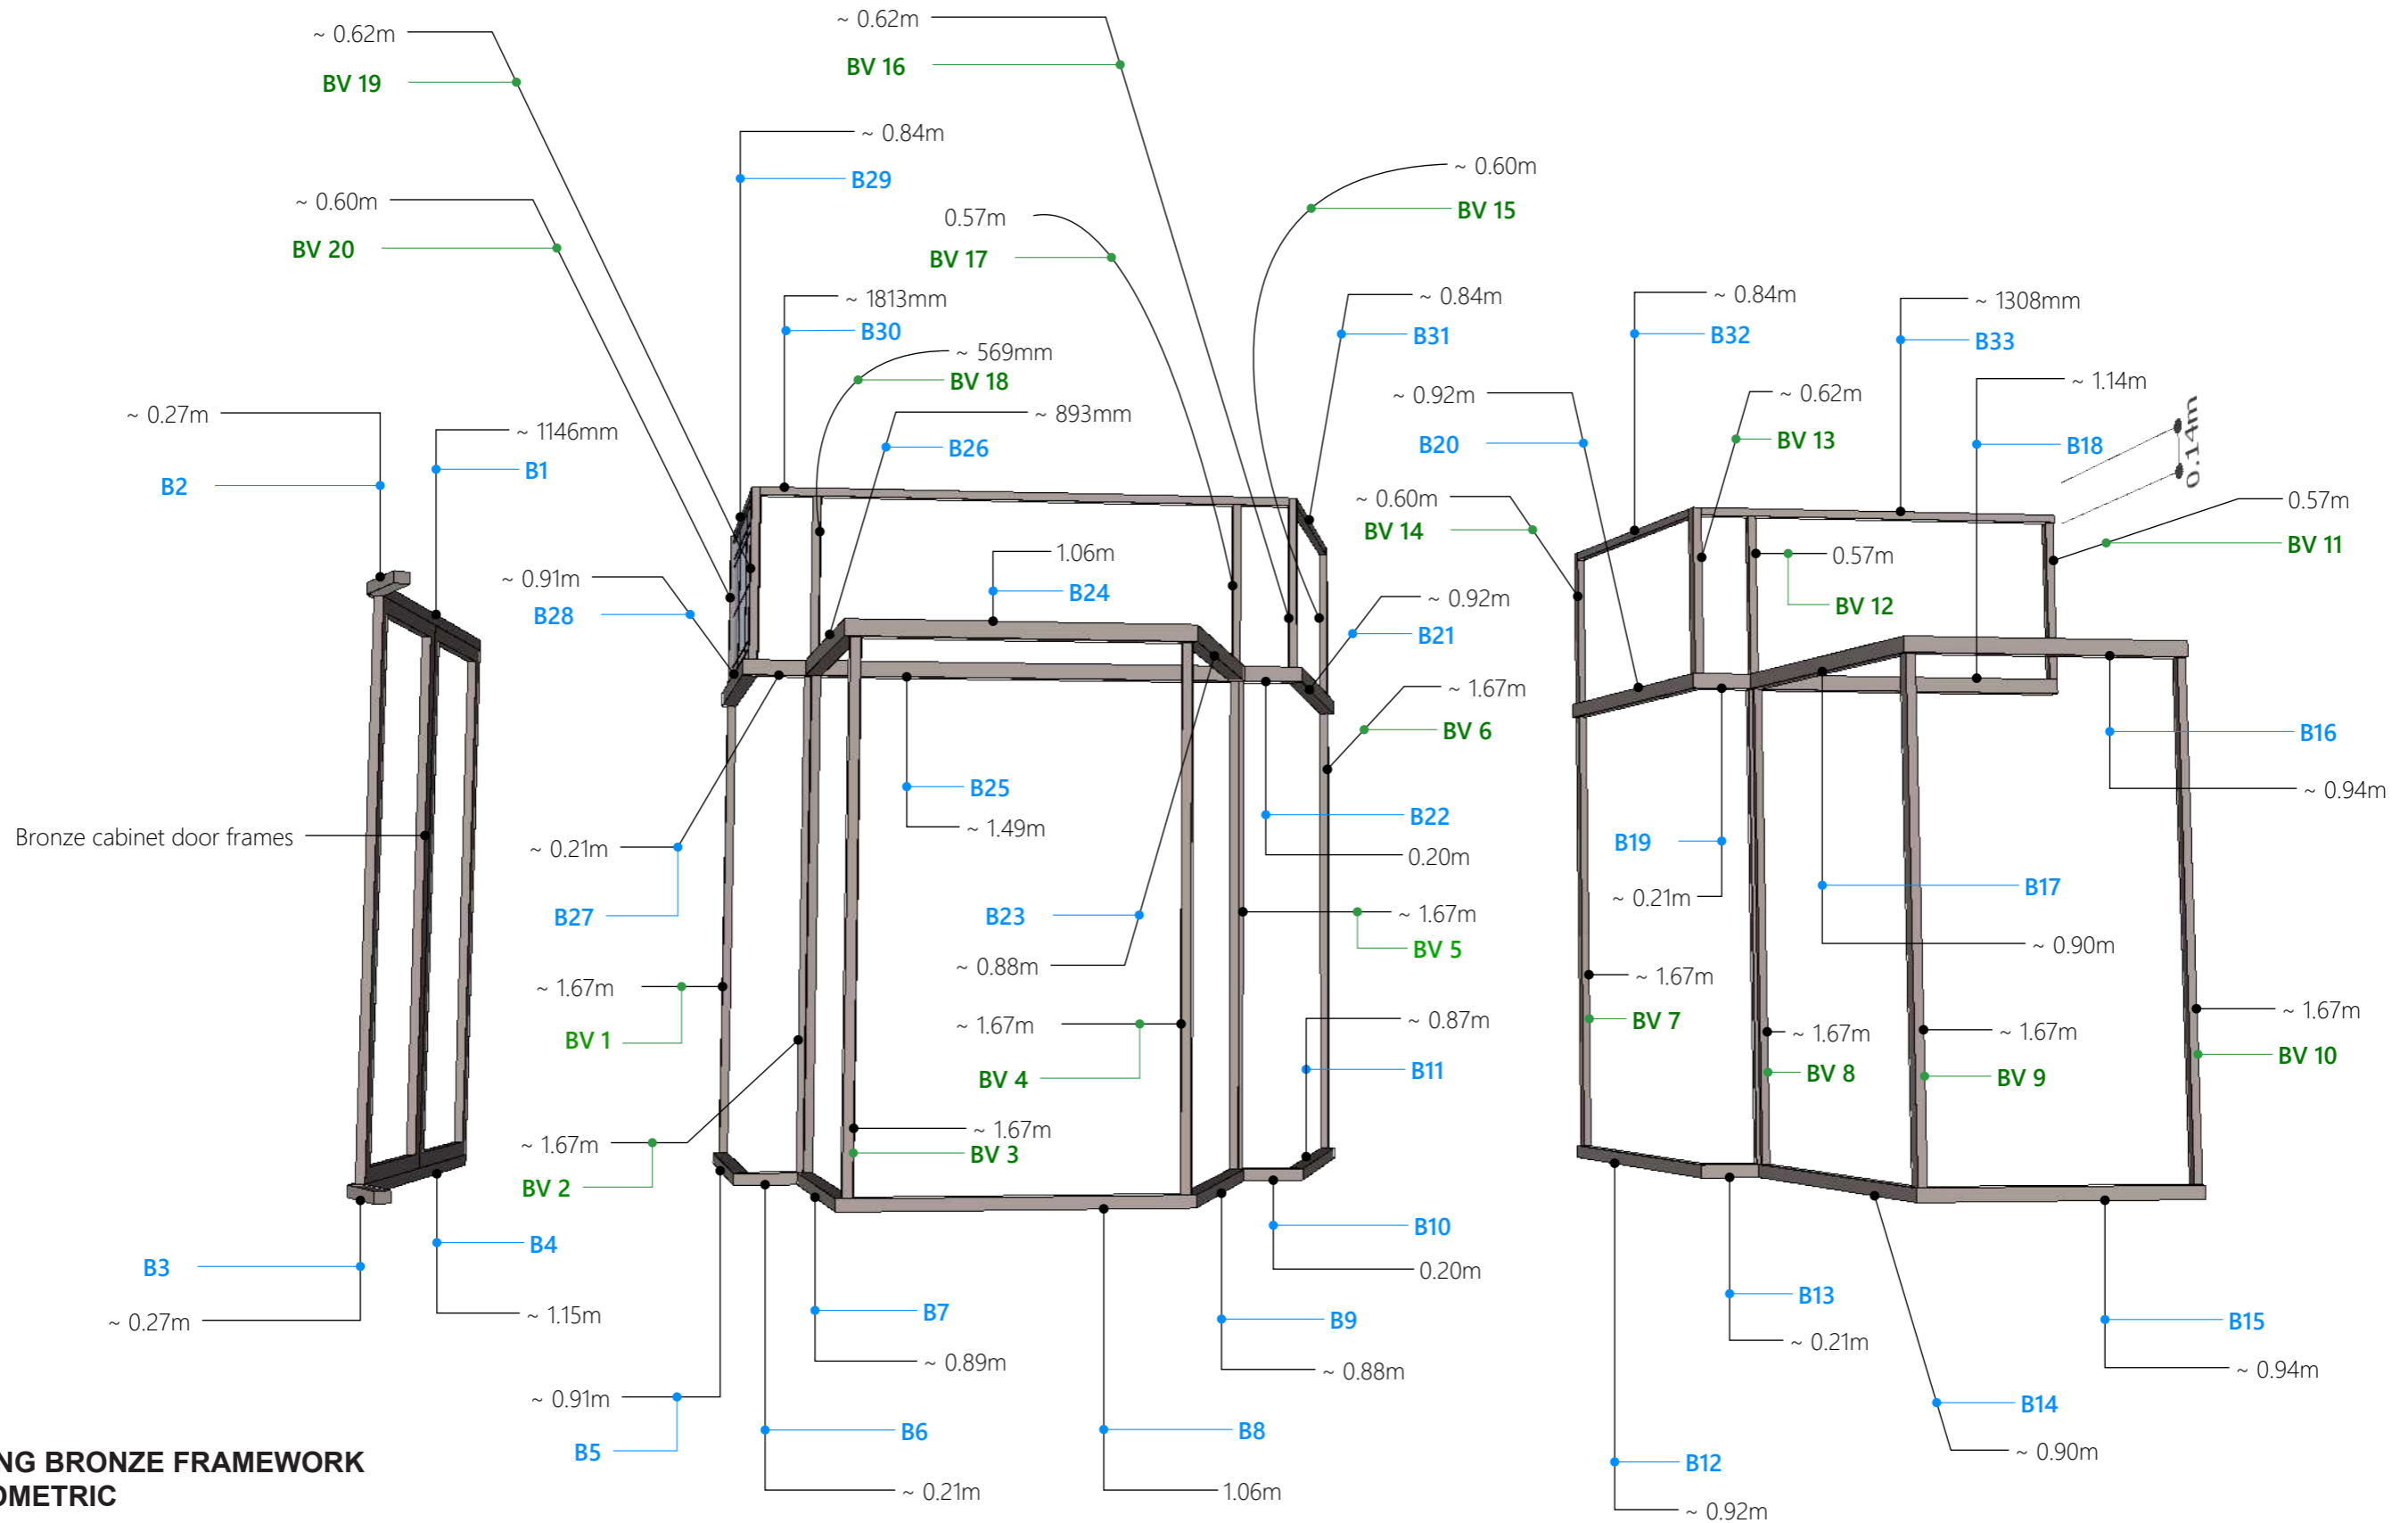 ~ 0.62m
BV 19
~ 0.62m
BV 16
~ 0.84m
B29
~ 0.60m
BV 15
~ 0.60m
BV 20
0.57m
BV 17
~ 1813mm
B30
~ 0.84m
B31
~ 0.84m
B32
~ 1308mm
B33
~ 569mm
BV 18
~ 893mm
B26
~ 0.27m
B2
~ 1146mm
B1
~ 0.92m
B20
~ 0.62m
BV 13
~ 1.14m
B18
0.14m
~ 0.60m
BV 14
0.57m
BV 11
0.57m
BV 12
~ 0.91m
B28
1.06m
B24
~ 0.92m
B21
~ 1.67m
BV 6
B16
~ 0.94m
Bronze cabinet door frames
B25
~ 1.49m
B22
0.20m
~ 0.21m
B27
B19
~ 0.21m
B17
~ 0.90m
B23
~ 0.88m
~ 1.67m
BV 5
~ 1.67m
BV 1
~ 1.67m
BV 4
~ 0.87m
B11
~ 1.67m
BV 7
~ 1.67m
BV 8
~ 1.67m
BV 9
~ 1.67m
BV 10
~ 1.67m
BV 2
~ 1.67m
BV 3
B3
~ 0.27m
B4
~ 1.15m
B10
0.20m
B7
~ 0.89m
B9
~ 0.88m
B13
~ 0.21m
B15
~ 0.94m
~ 0.91m
B5
B6
~ 0.21m
B8
1.06m
B14
~ 0.90m
B12
~ 0.92m
NG BRONZE FRAMEWORK
OMETRIC